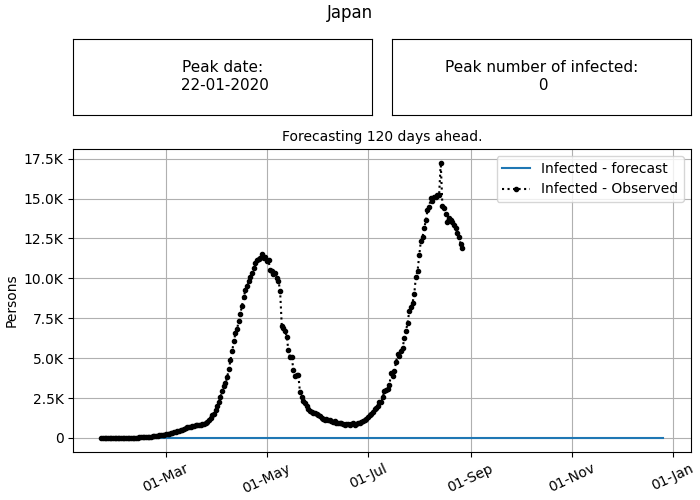 Japan
Peak date:
22-01-2020
Peak number of infected:
0
Forecasting 120 days ahead.
Infected - forecast
Infected - Observed
Persons
17.5K
15.0K
12.5K
10.0K
7.5K
5.0K
2.5K
0
01-Mar
01-May
01-Jul
01-Sep
01-Nov
01-Jan